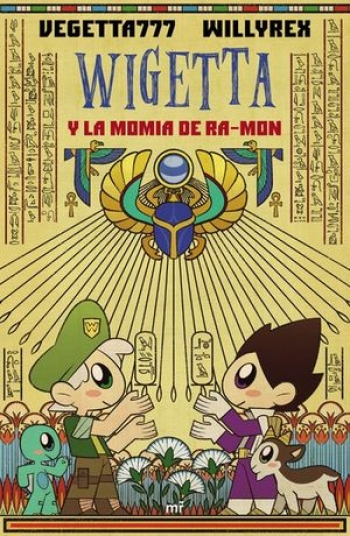 VEGETTA777 WILLYREX
WIGETTA
Y LA MOMIA DE RA-MON
W
mr